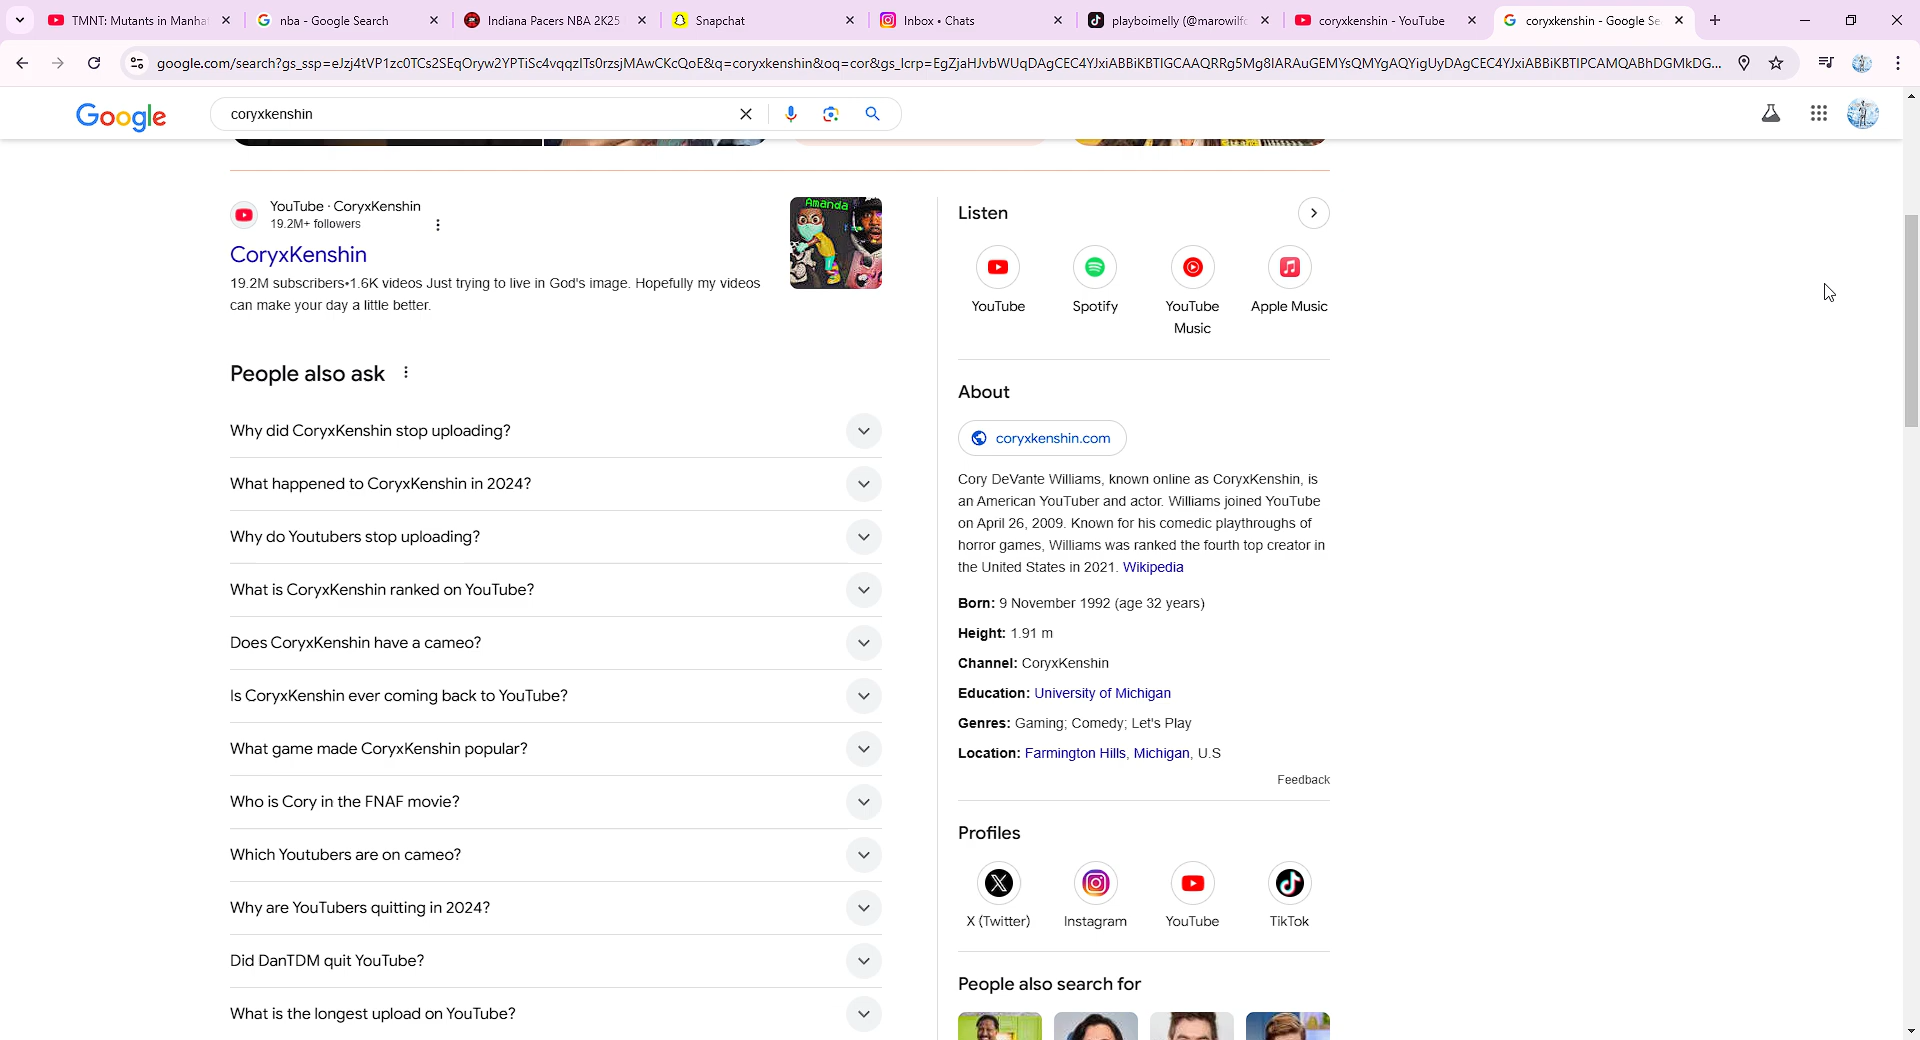 TMNT: Mutants in Manha
nba - Google Search
Indiana Pacers NBA 2K25
Snapchat
Inbox • Chats
playboimelly (@marowilfo
coryxkenshin - YouTube
coryxkenshin - Google Se
google.com/search?gs_ssp=eJzj4tVP1zc0TCs2SEqOryw2YPTiSc4vqqzITs0rzsjMAwCKcQoE&q=coryxkenshin&oq=cor&gs_lcrp=EgZjaHJvbWUqDAgCEC4YJxiABBiKBTIGCAAQRRg5Mg8IARAuGEMYsQMYgAQYigUyDAgCEC4YJxiABBiKBTIPCAMQABhDGMkDG...
Google
coryxkenshin
Amanda
YouTube · CoryxKenshin
19.2M+ followers
CoryxKenshin
19.2M subscribers•1.6K videos Just trying to live in God's image. Hopefully my videos
can make your day a little better.
People also ask
Why did CoryxKenshin stop uploading?
What happened to CoryxKenshin in 2024?
Why do Youtubers stop uploading?
What is CoryxKenshin ranked on YouTube?
Does CoryxKenshin have a cameo?
Is CoryxKenshin ever coming back to YouTube?
What game made CoryxKenshin popular?
Who is Cory in the FNAF movie?
Which Youtubers are on cameo?
Why are YouTubers quitting in 2024?
Did DanTDM quit YouTube?
What is the longest upload on YouTube?
Listen
YouTube
Spotify
YouTube
Music
Apple Music
About
coryxkenshin.com
Cory DeVante Williams, known online as CoryxKenshin, is
an American YouTuber and actor. Williams joined YouTube
on April 26, 2009. Known for his comedic playthroughs of
horror games, Williams was ranked the fourth top creator in
the United States in 2021. Wikipedia
Born: 9 November 1992 (age 32 years)
Height: 1.91 m
Channel: CoryxKenshin
Education: University of Michigan
Genres: Gaming; Comedy; Let's Play
Location: Farmington Hills, Michigan, U.S
Feedback
Profiles
X (Twitter)
Instagram
YouTube
TikTok
People also search for